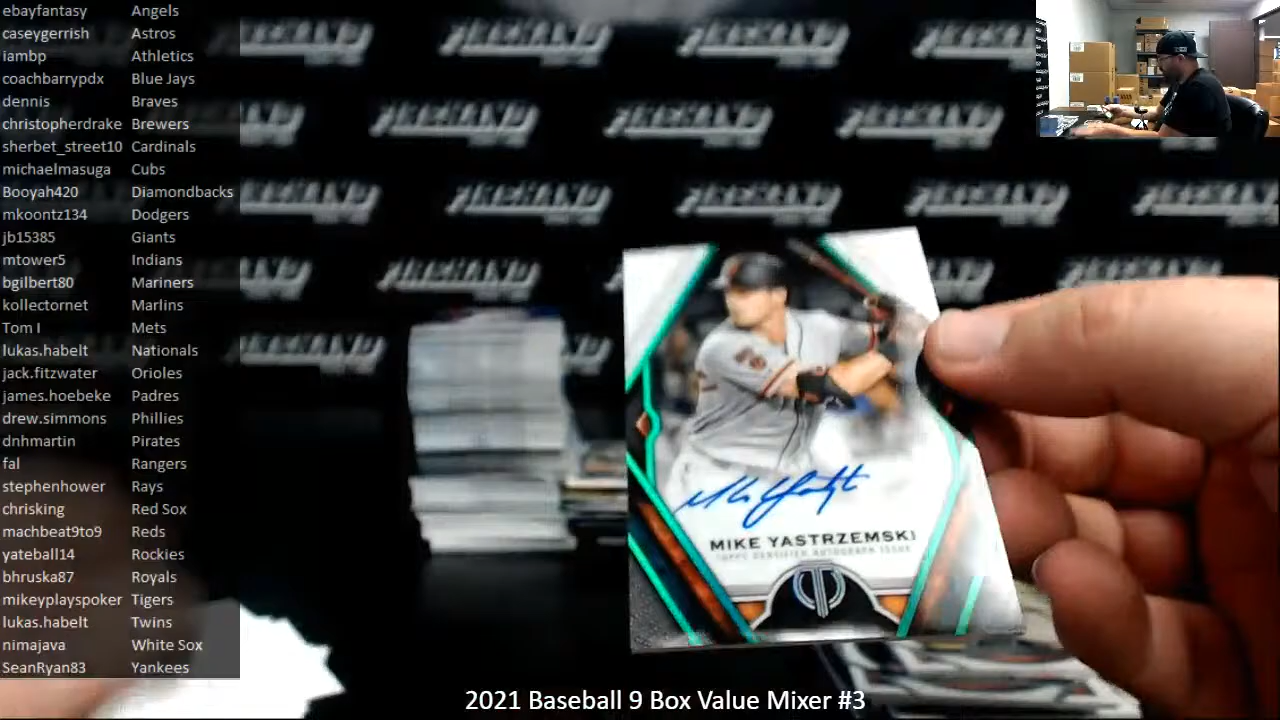 ebayfantasy Angels
caseygerrish Astros
iambp Athletics
coachbarrypdx Blue Jays
dennis Braves
christopherdrake Brewers
sherbet_street10 Cardinals
michaelmasuga Cubs
Booyah420 Diamondbacks
mkoontz134 Dodgers
jb15385 Giants
mtower5 Indians
bgilbert80 Mariners
kollectornet Marlins
Tom I Mets
lukas.habelt Nationals
jack.fitzwater Orioles
james.hoebeke Padres
drew.simmons Phillies
dnhmartin Pirates
fal Rangers
stephenhower Rays
chrisking Red Sox
machbeat9to9 Reds
yateball14 Rockies
bhruska87 Royals
mikeyplayspoker Tigers
lukas.habelt Twins
nimajava White Sox
SeanRyan83 Yankees
MIKE YASTRZEMSKI
TOPPS CERTIFIED AUTOGRAPH ISSUE
2021 Baseball 9 Box Value Mixer #3